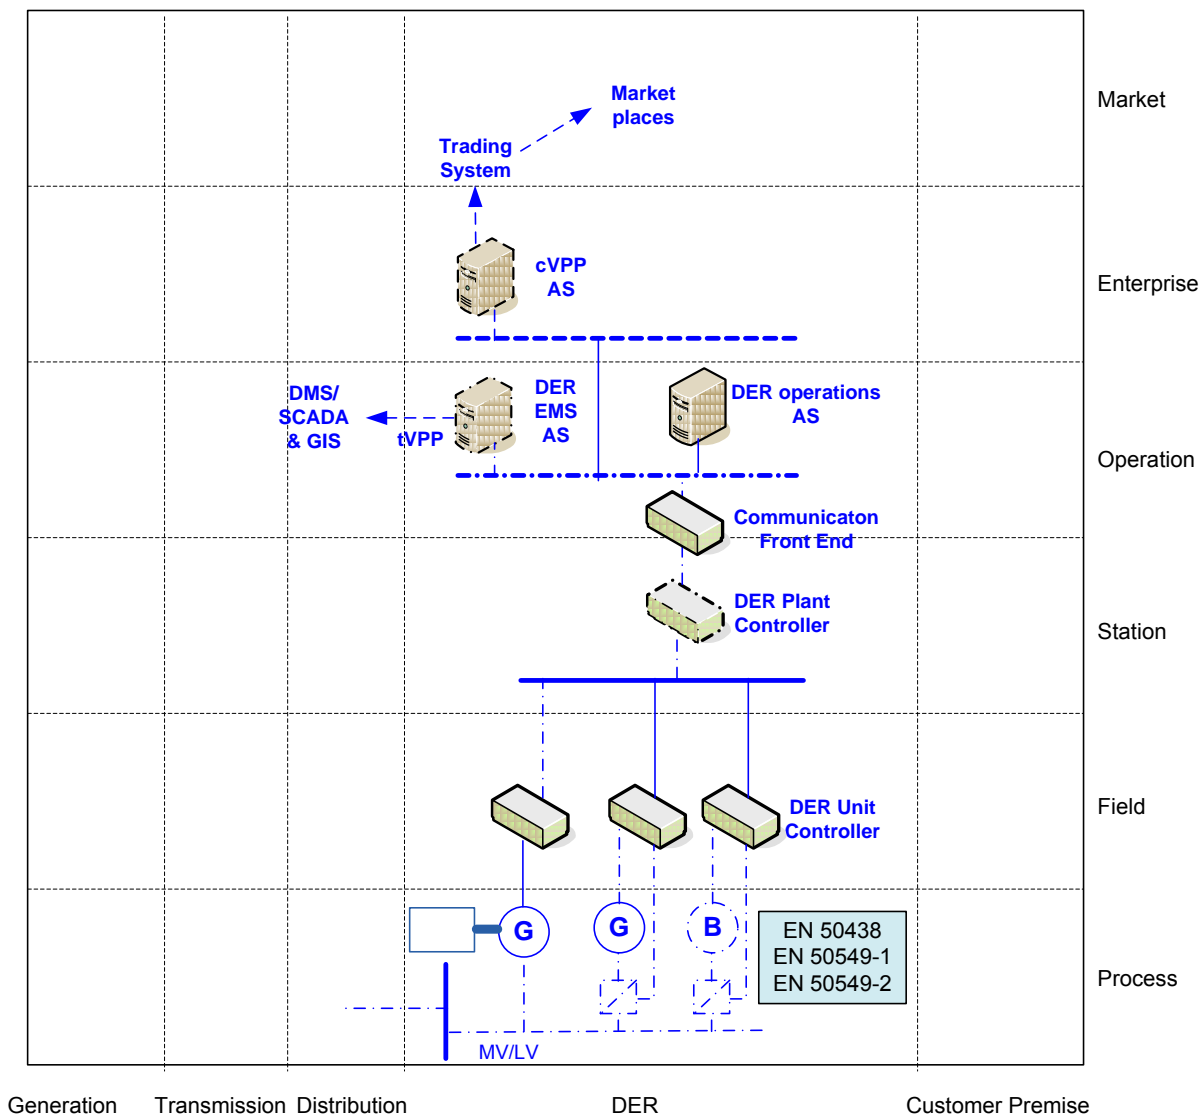 Market
Market
places
Trading
System
cVPP
AS
Enterprise
DMS/
SCADA
& GIS
tVPP
DER
EMS
AS
DER operations
AS
Operation
Communicaton
Front End
DER Plant
Controller
Station
DER Unit
Controller
Field
G
G
B
EN 50438
EN 50549-1
EN 50549-2
Process
MV/LV
Generation
Transmission
Distribution
DER
Customer Premise